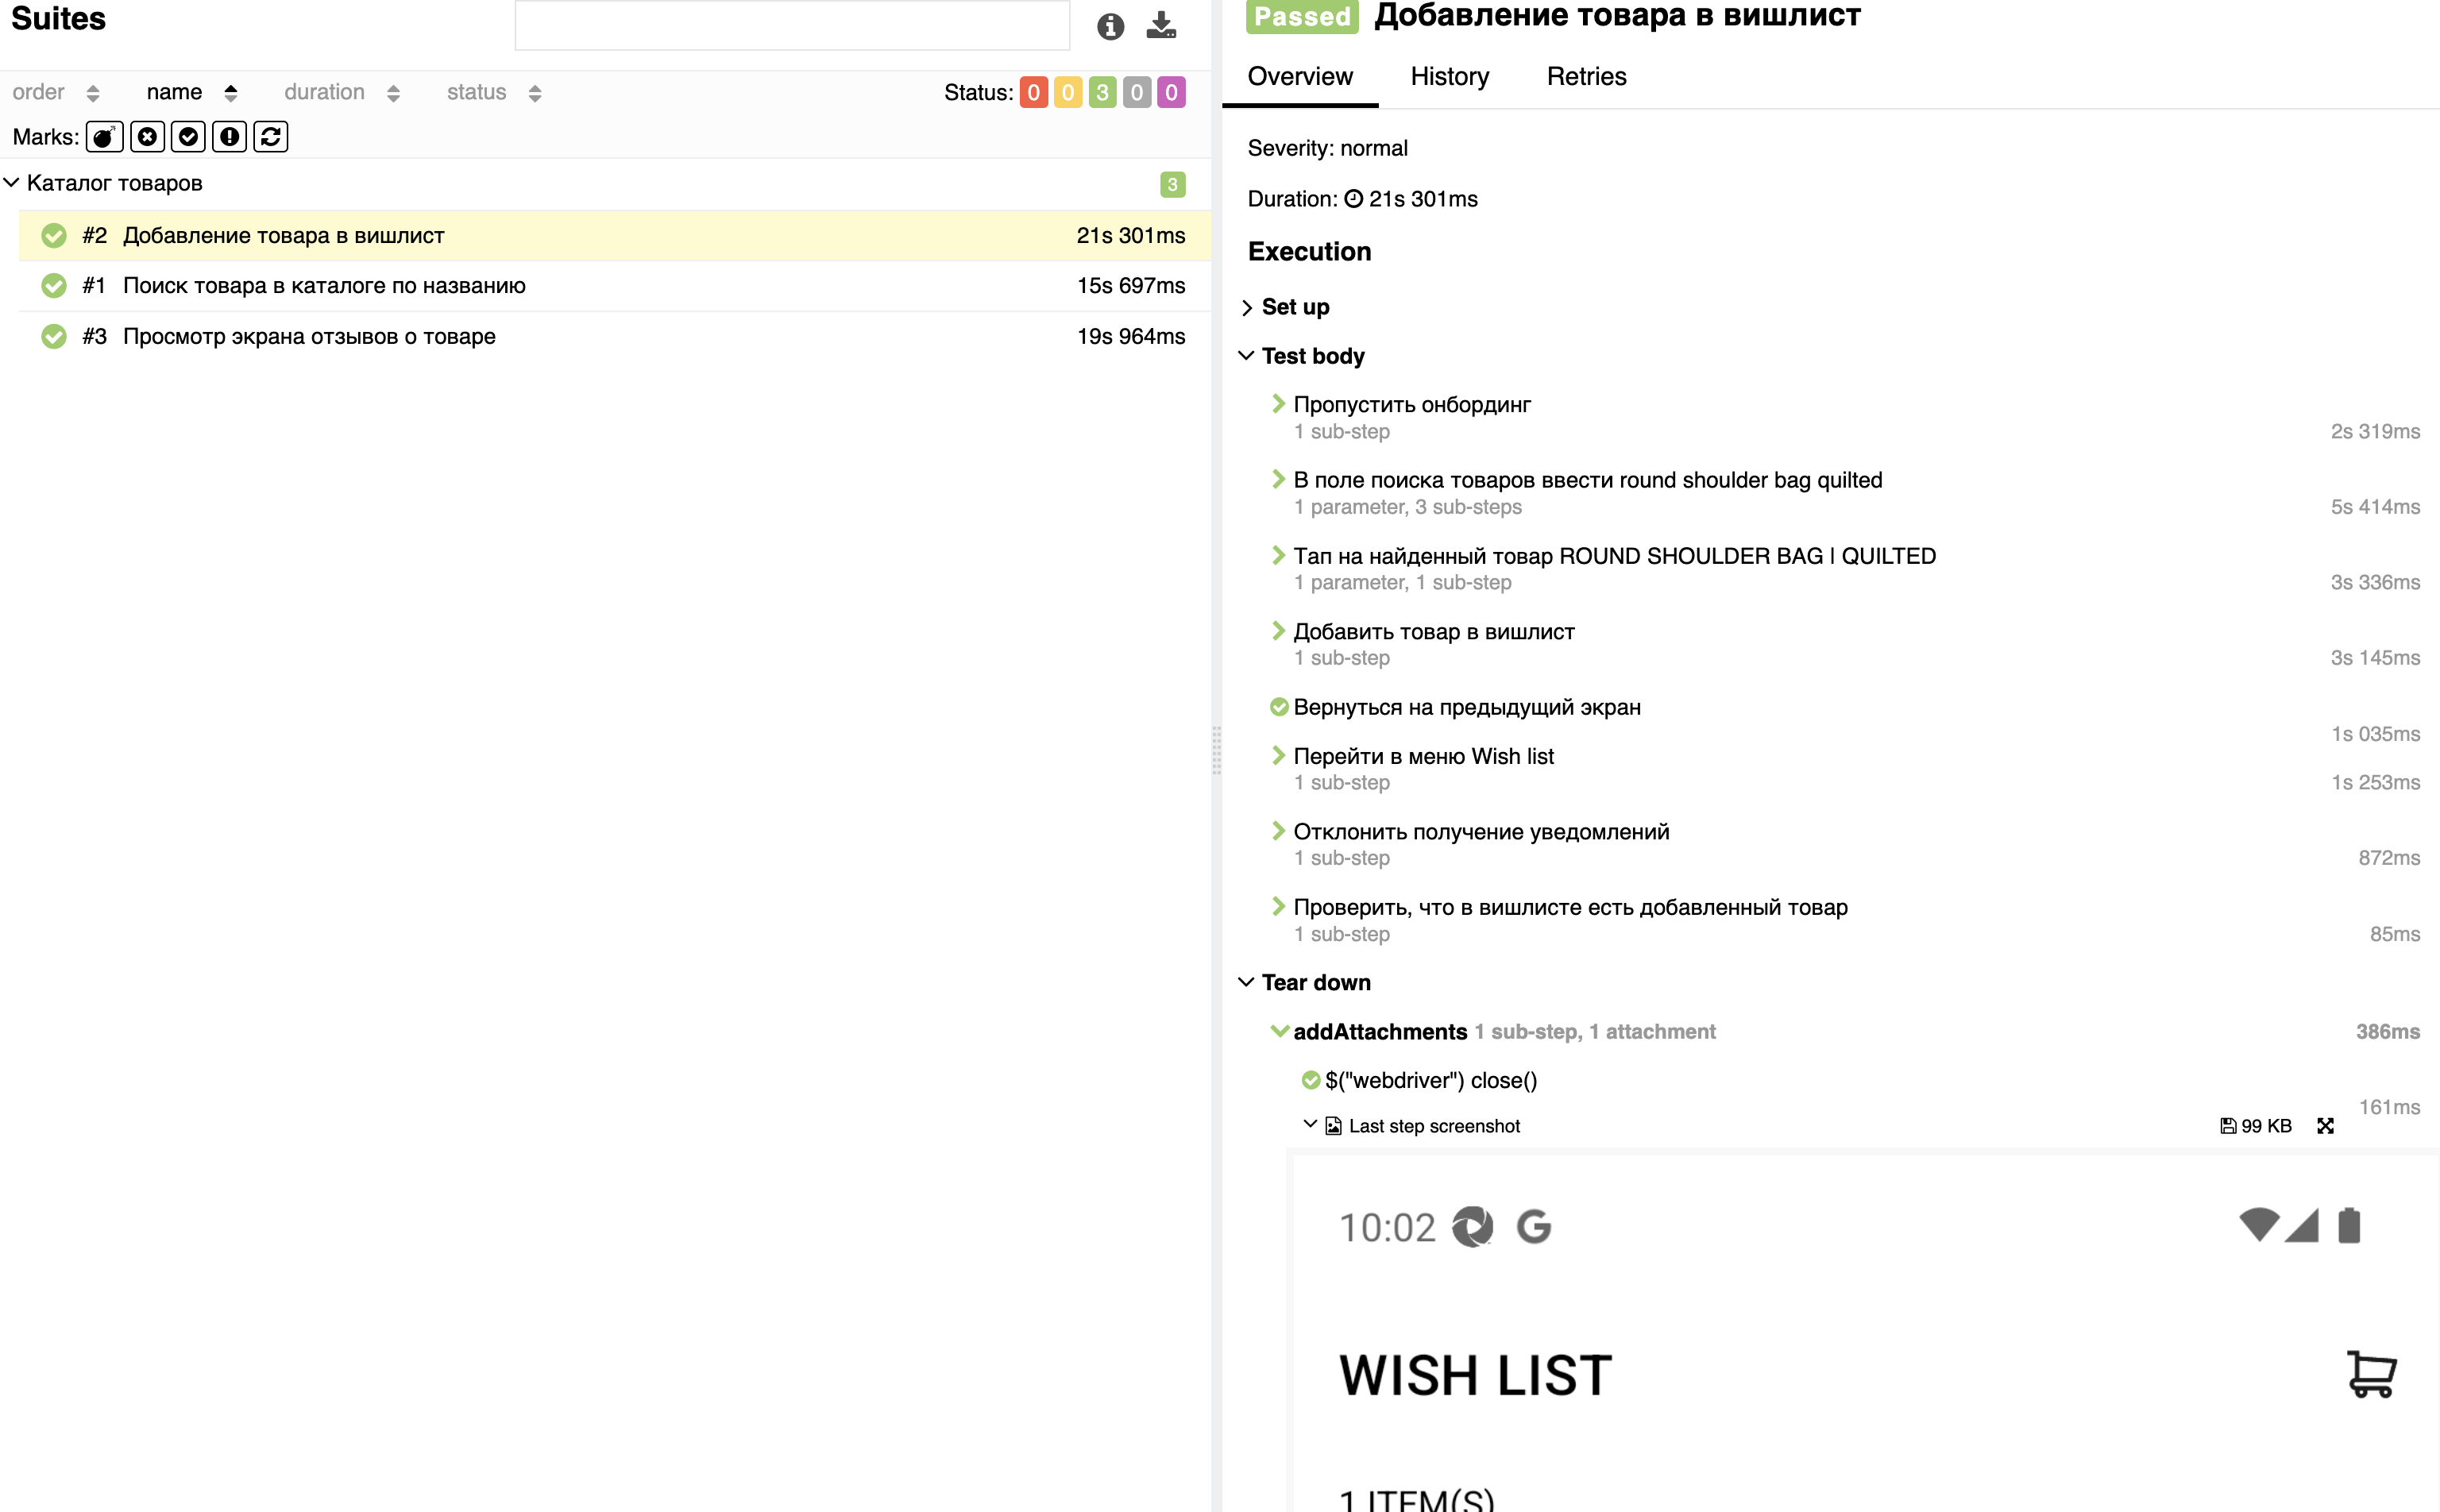 Suites
order name duration status Status: 0 0 3 0 0
Marks:
Каталог товаров 3
#2 Добавление товара в вишлист 21s 301ms
#1 Поиск товара в каталоге по названию 15s 697ms
#3 Просмотр экрана отзывов о товаре 19s 964ms
Passed Добавление товара в вишлист
Overview History Retries
Severity: normal
Duration: 21s 301ms
Execution
Set up
Test body
Пропустить онбординг
1 sub-step 2s 319ms
В поле поиска товаров ввести round shoulder bag quilted
1 parameter, 3 sub-steps 5s 414ms
Тап на найденный товар ROUND SHOULDER BAG | QUILTED
1 parameter, 1 sub-step 3s 336ms
Добавить товар в вишлист
1 sub-step 3s 145ms
Вернуться на предыдущий экран
1s 035ms
Перейти в меню Wish list
1 sub-step 1s 253ms
Отклонить получение уведомлений
1 sub-step 872ms
Проверить, что в вишлисте есть добавленный товар
1 sub-step 85ms
Tear down
addAttachments 1 sub-step, 1 attachment 386ms
$("webdriver") close()
161ms
Last step screenshot 99 KB
10:02 G
WISH LIST
1 ITEM(S)